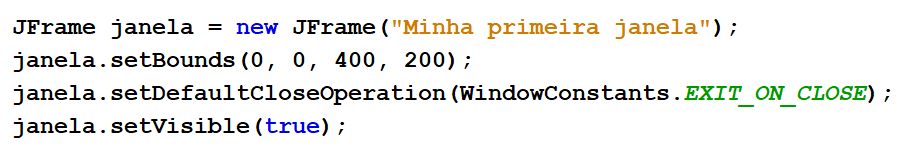 JFrame janela = new JFrame("Minha primeira janela");
janela.setBounds(0, 0, 400, 200);
janela.setDefaultCloseOperation(WindowConstants.EXIT_ON_CLOSE);
janela.setVisible(true);